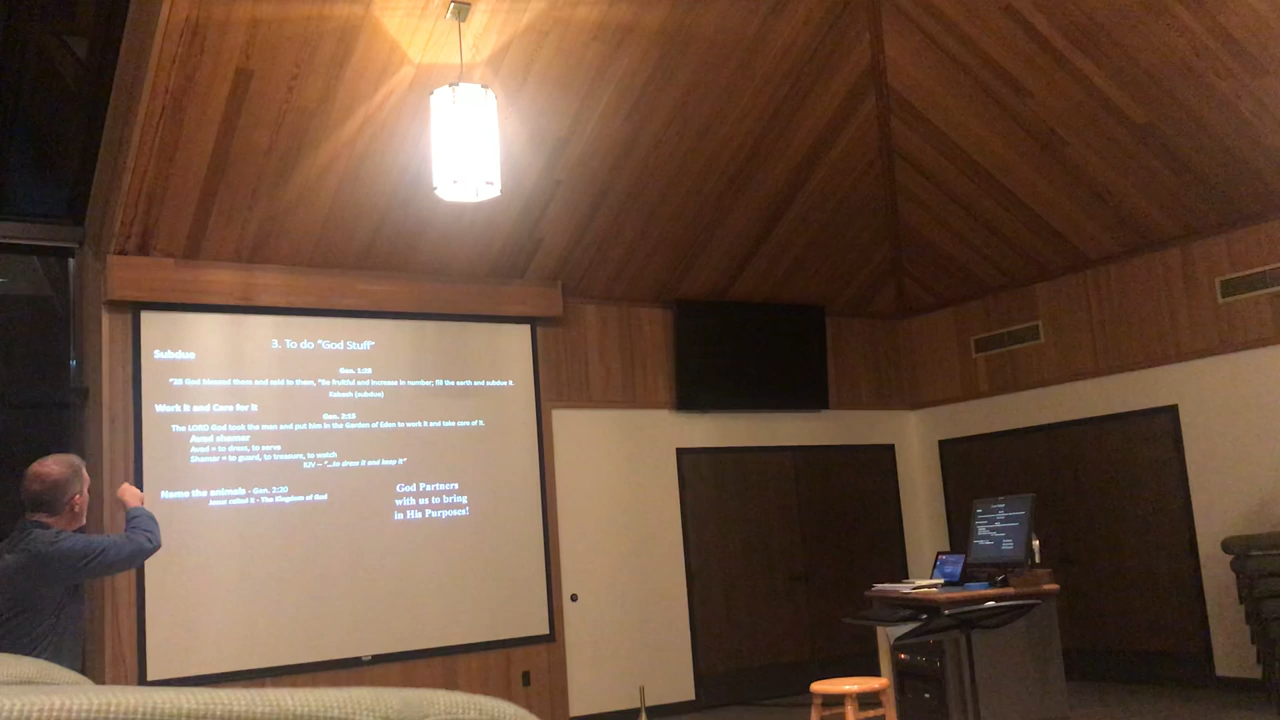 3. To do "God Stuff"
Subdue
Gen. 1:28
"28 God blessed them and said to them, "Be fruitful and increase in number; fill the earth and subdue it.
Kabash (subdue)
Work it and Care for it
Gen. 2:15
The LORD God took the man and put him in the Garden of Eden to work it and take care of it.
Avad shamar
Avad = to dress, to serve
Shamar = to guard, to treasure, to watch
KJV – "...to dress it and keep it"
Name the animals - Gen. 2:20
Jesus called it - The Kingdom of God
God Partners
with us to bring
in His Purposes!